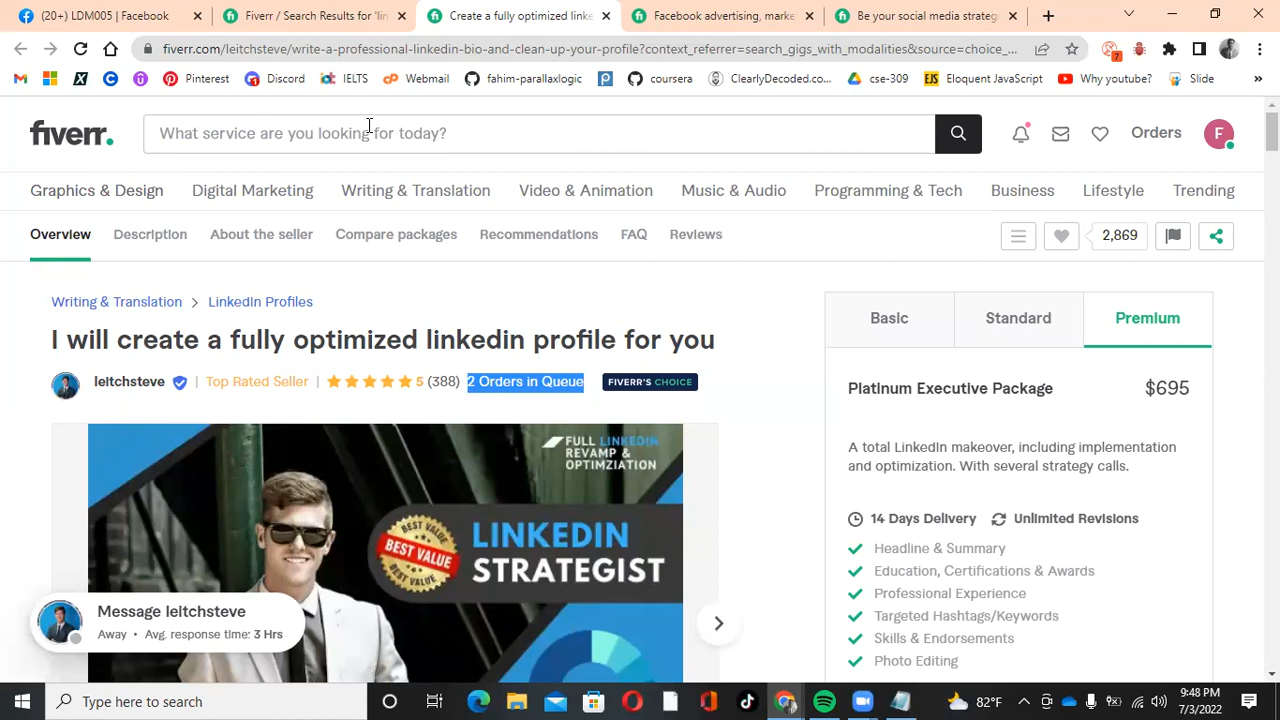 (20+) LDM005 | Facebook
Fiverr / Search Results for 'lin
Create a fully optimized linke
Facebook advertising, marke
Be your social media strateg
fiverr.com/leitchsteve/write-a-professional-linkedin-bio-and-clean-up-your-profile?context_referrer=search_gigs_with_modalities&source=choice_...
7
Pinterest
Discord
IELTS
Webmail
fahim-parallaxlogic
coursera
ClearlyDecoded.co...
cse-309
EJS Eloquent JavaScript
Why youtube?
Slide
»
fiverr.
What service are you looking for today?
Orders
F
Graphics & Design
Digital Marketing
Writing & Translation
Video & Animation
Music & Audio
Programming & Tech
Business
Lifestyle
Trending
Overview
Description
About the seller
Compare packages
Recommendations
FAQ
Reviews
2,869
Writing & Translation > LinkedIn Profiles
I will create a fully optimized linkedin profile for you
leitchsteve
Top Rated Seller
5 (388)
2 Orders in Queue
FIVERR'S CHOICE
Basic
Standard
Premium
Platinum Executive Package
$695
A total LinkedIn makeover, including implementation
and optimization. With several strategy calls.
14 Days Delivery
Unlimited Revisions
Headline & Summary
Education, Certifications & Awards
Professional Experience
Targeted Hashtags/Keywords
Skills & Endorsements
Photo Editing
FULL LINKEDIN
REVAMP &
OPTIMZIATION
BEST VALUE
LINKEDIN
STRATEGIST
Message leitchsteve
Away • Avg. response time: 3 Hrs
Type here to search
82°F
9:48 PM
7/3/2022